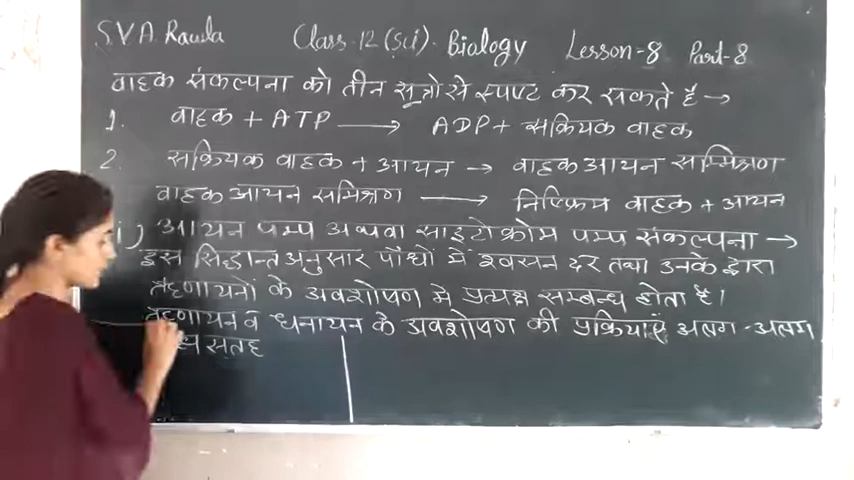 S.V.A. Rawla Class-12 (Sci). Biology Lesson-8 Part-8
वाहक संकल्पना को तीन सूत्रो से स्पष्ट कर सकते है →
1. वाहक + ATP → ADP + सक्रियक वाहक
2. सक्रियक वाहक + आयन → वाहक आयन सम्मिश्रण
वाहक आयन समिश्रण → निष्क्रिय वाहक + आयन
i) आयन पम्प अथवा साइटोक्रोम पम्प संकल्पना →
इस सिद्धान्त अनुसार पौधों में श्वसन दर तथा उनके द्वारा
ऋणायनों के अवशोषण मे प्रत्यक्ष सम्बन्ध होता है।
ऋणायन व धनायन के अवशोषण की प्रक्रियाएँ अलग-अलग
सतह